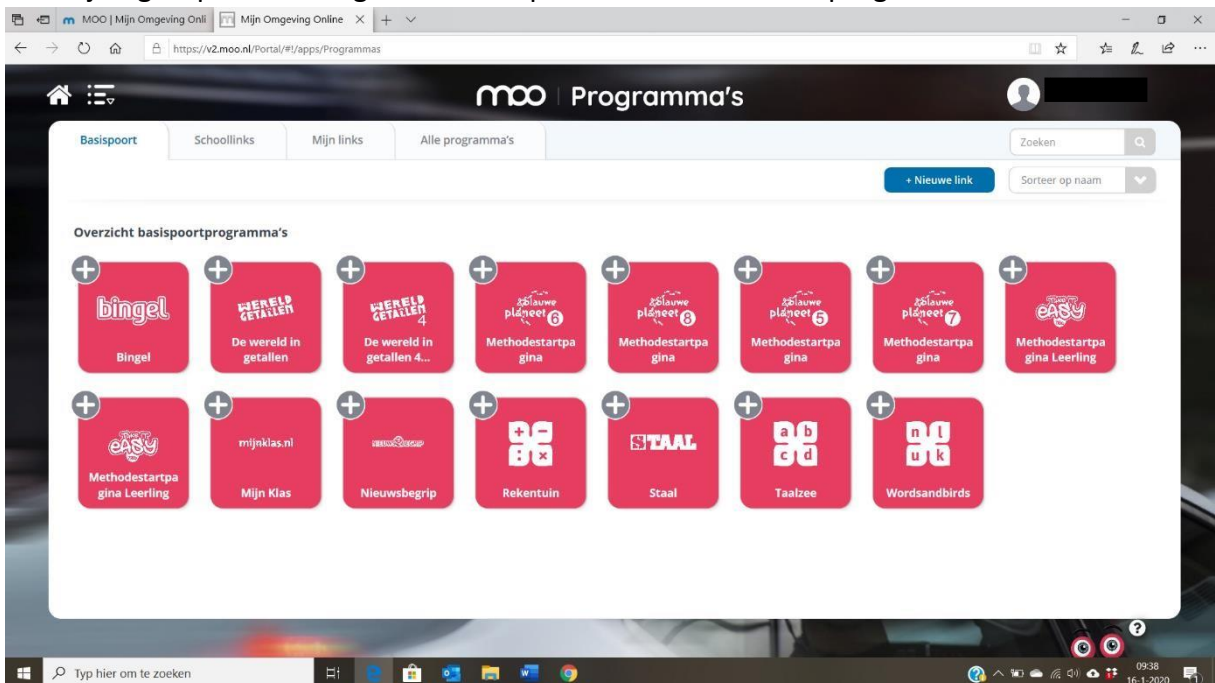 MOO | Mijn Omgeving Onli
Mijn Omgeving Online
https://v2.moo.nl/Portal/#!/apps/Programmas
moo | Programma's
Basispoort
Schoollinks
Mijn links
Alle programma's
Zoeken
+ Nieuwe link
Sorteer op naam
Overzicht basispoortprogramma's
bingel
Bingel
WERELD
GETALLEN
De wereld in
getallen
WERELD
GETALLEN
4
De wereld in
getallen 4...
blauwe
planeet 6
Methodestartpa
gina
blauwe
planeet 8
Methodestartpa
gina
blauwe
planeet 5
Methodestartpa
gina
blauwe
planeet 7
Methodestartpa
gina
eASY
Methodestartpa
gina Leerling
eASY
Methodestartpa
gina Leerling
mijnklas.nl
Mijn Klas
Nieuwsbegrip
+ -
: x
Rekentuin
STAAL
Staal
a b
c d
Taalzee
n l
u k
Wordsandbirds
?
Typ hier om te zoeken
09:38
16-1-2020